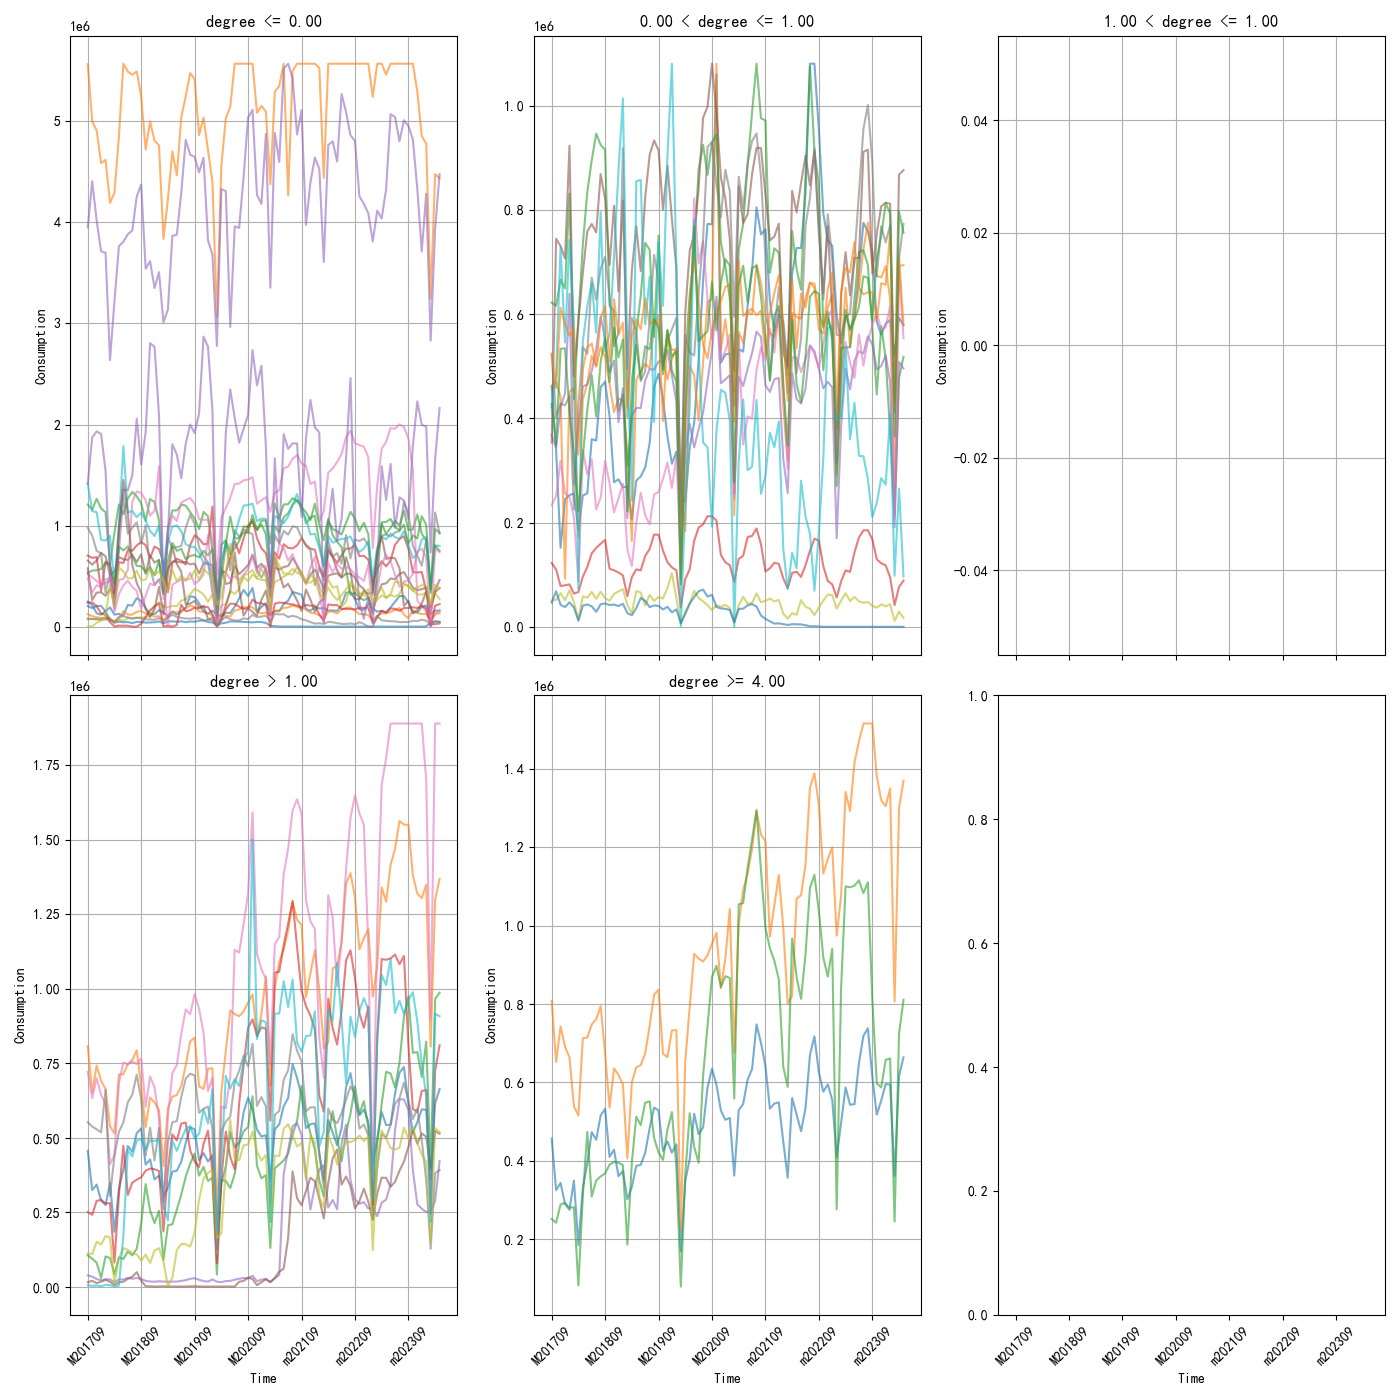 degree <= 0.00
1e6
Consumption
5
4
3
2
1
0
0.00 < degree <= 1.00
1e6
Consumption
1.0
0.8
0.6
0.4
0.2
0.0
1.00 < degree <= 1.00
Consumption
0.04
0.02
0.00
−0.02
−0.04
degree > 1.00
1e6
Consumption
1.75
1.50
1.25
1.00
0.75
0.50
0.25
0.00
M201709
M201809
M201909
M202009
m202109
m202209
m202309
Time
degree >= 4.00
1e6
Consumption
1.4
1.2
1.0
0.8
0.6
0.4
0.2
M201709
M201809
M201909
M202009
m202109
m202209
m202309
Time
1.0
0.8
0.6
0.4
0.2
0.0
M201709
M201809
M201909
M202009
m202109
m202209
m202309
Time